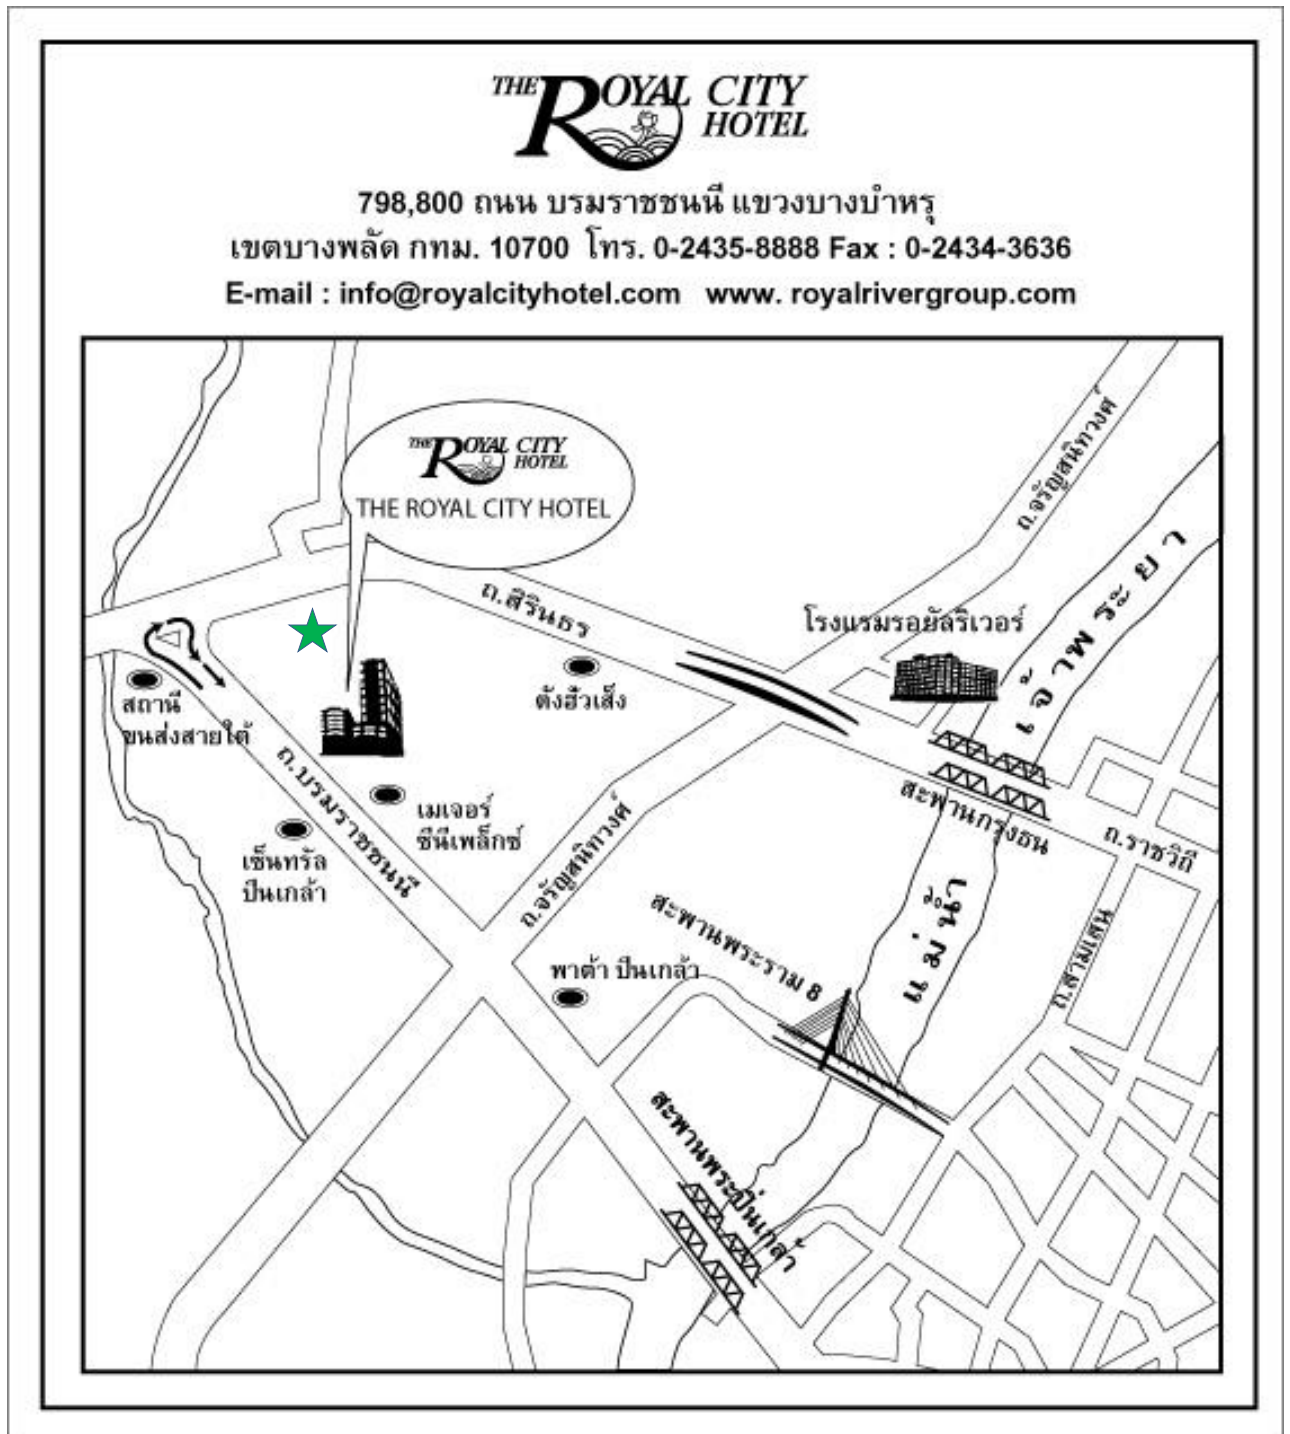 THE ROYAL CITY HOTEL
798,800 ถนน บรมราชชนนี แขวงบางบำหรุ
เขตบางพลัด กทม. 10700 โทร. 0-2435-8888 Fax : 0-2434-3636
E-mail : info@royalcityhotel.com www. royalrivergroup.com
THE ROYAL CITY HOTEL
THE ROYAL CITY HOTEL
ถ.จรัญสนิทวงศ์
ถ.สิรินธร
โรงแรมรอยัลริเวอร์
เจ้าพระยา
ตั้งฮั่วเส็ง
สถานี
ขนส่งสายใต้
ถ.บรมราชชนนี
เมเจอร์
ซีนีเพล็กซ์
เซ็นทรัล
ปิ่นเกล้า
ถ.จรัญสนิทวงศ์
สะพานกรุงธน
ถ.ราชวิถี
แม่น้ำ
สะพานพระราม 8
ถ.สามเสน
พาต้า ปิ่นเกล้า
สะพานพระปิ่นเกล้า